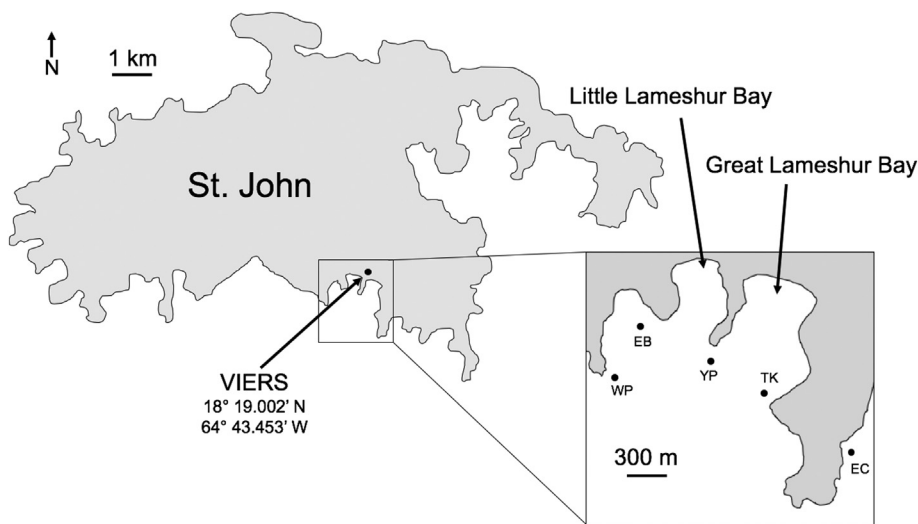 N
1 km
St. John
Little Lameshur Bay
Great Lameshur Bay
VIERS
18° 19.002’ N
64° 43.453’ W
EB
WP
YP
TK
EC
300 m